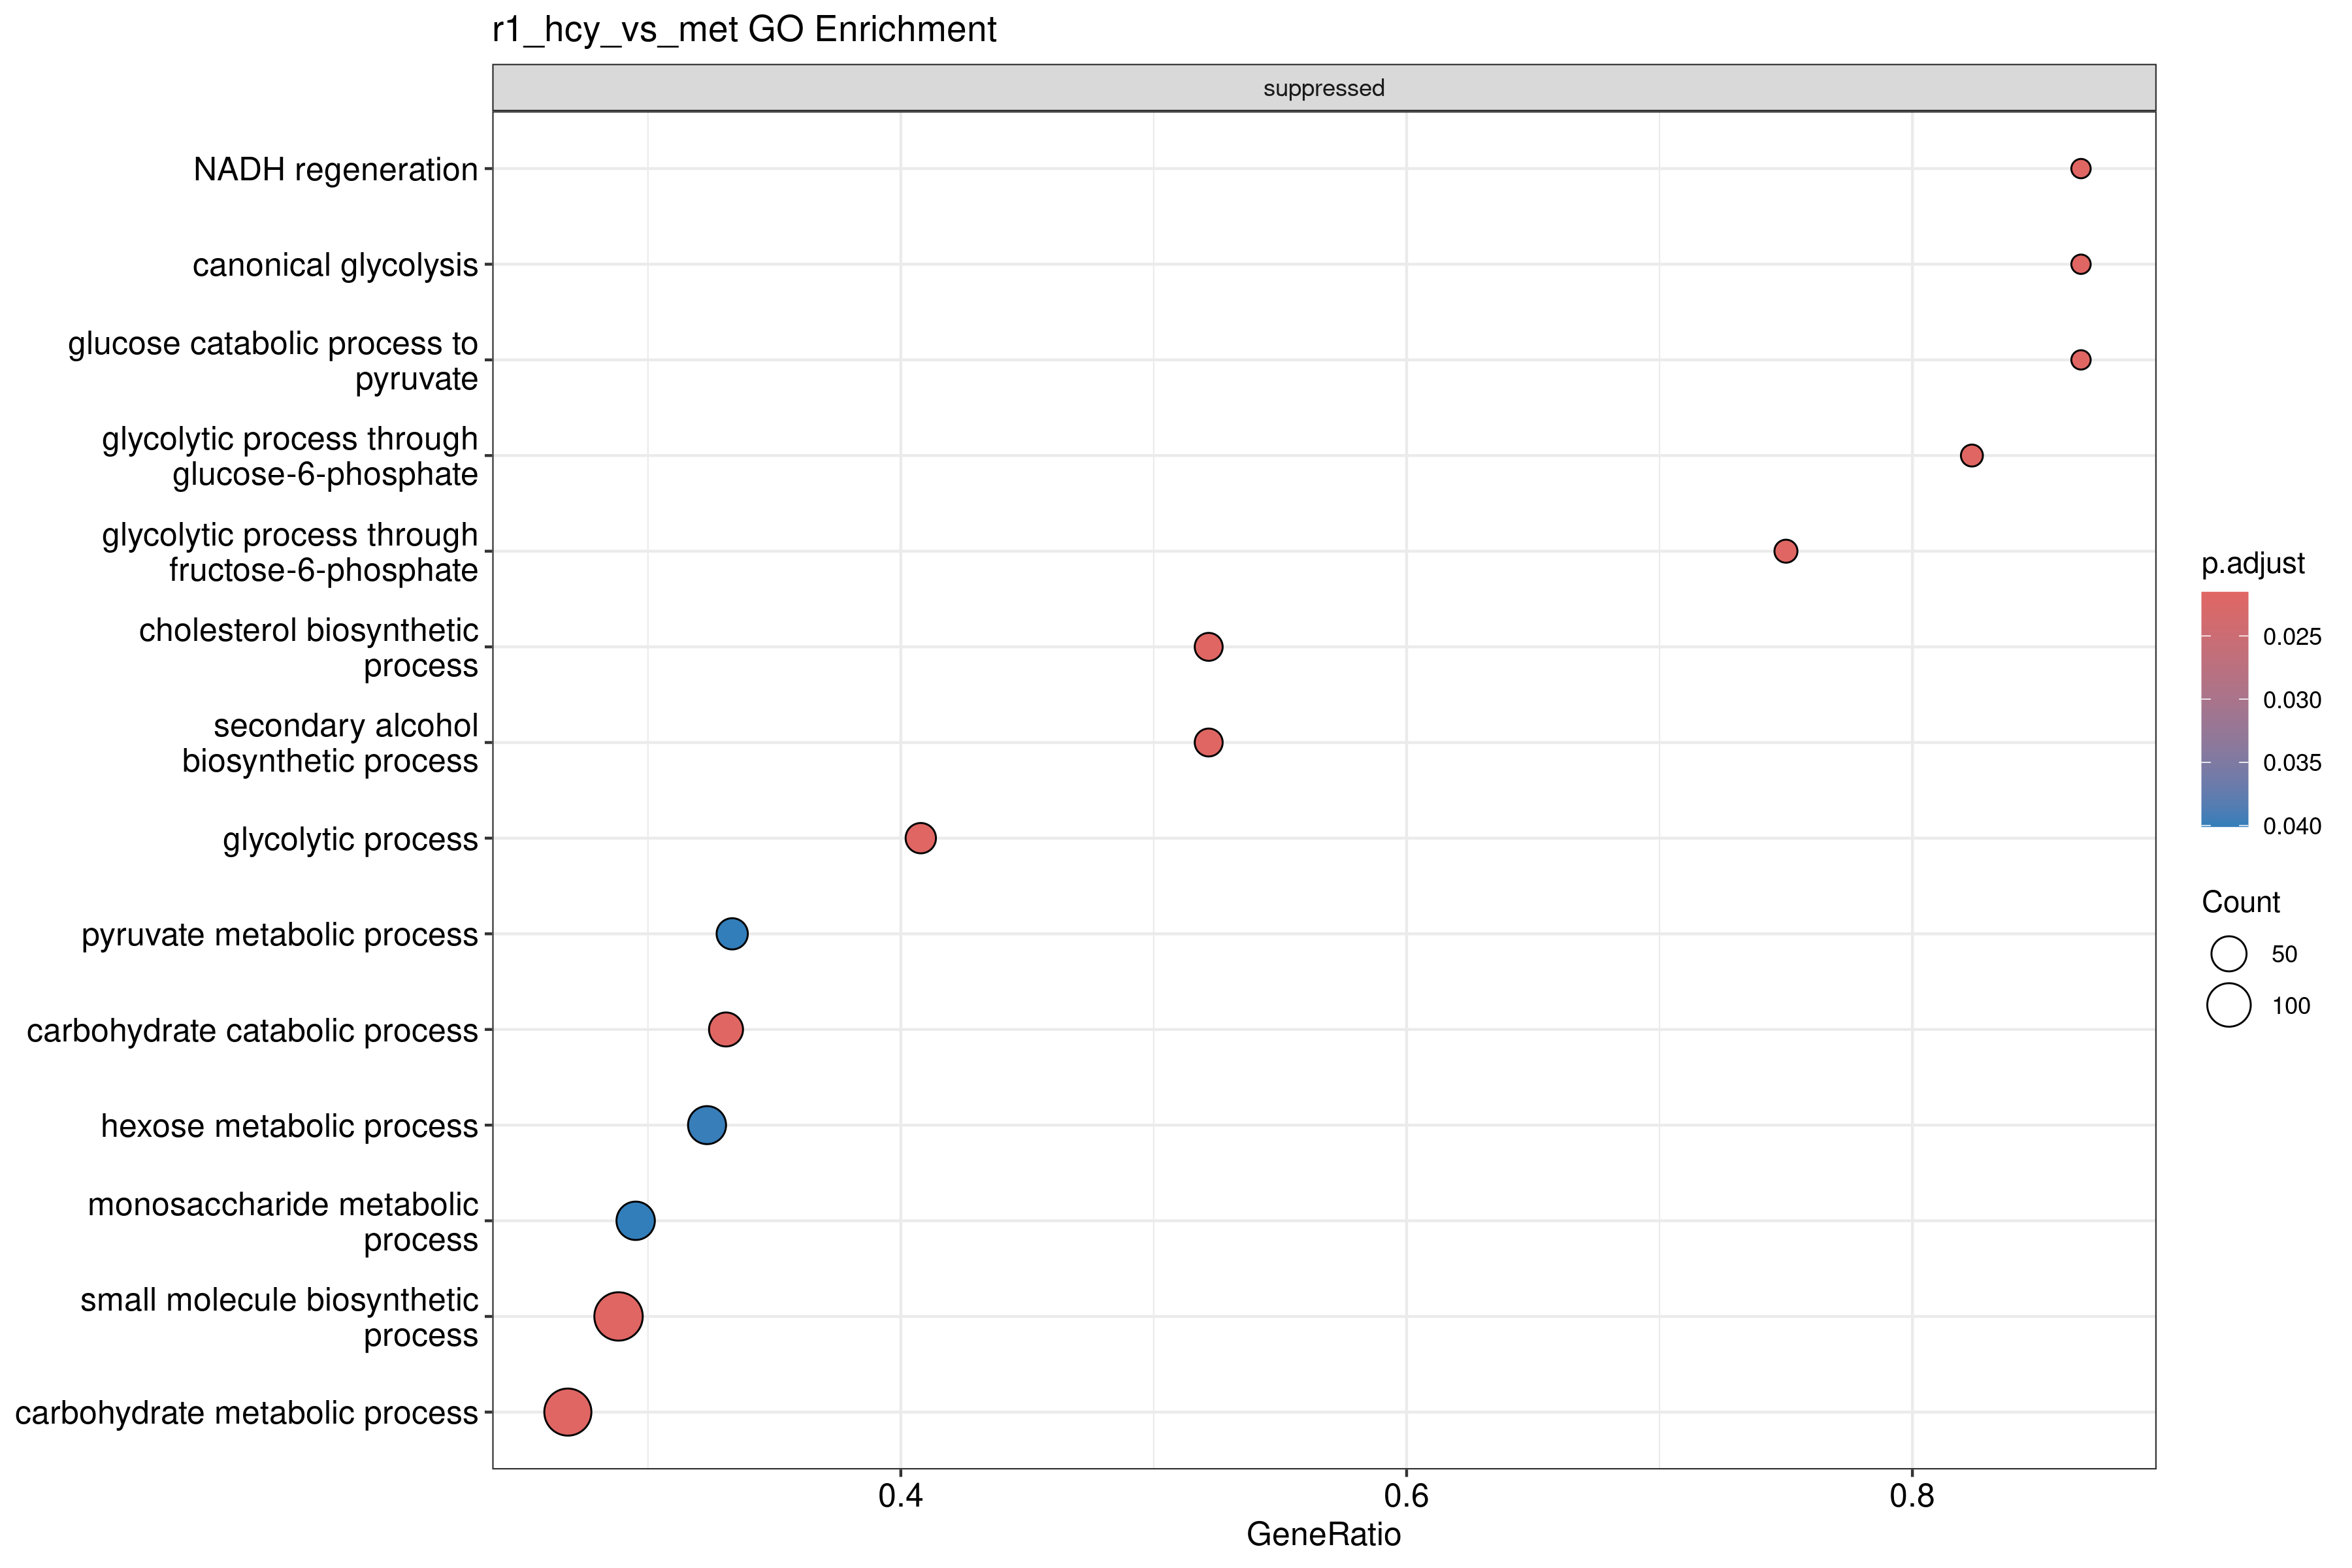 r1_hcy_vs_met GO Enrichment
suppressed
NADH regeneration
canonical glycolysis
glucose catabolic process to
pyruvate
glycolytic process through
glucose-6-phosphate
glycolytic process through
fructose-6-phosphate
cholesterol biosynthetic
process
secondary alcohol
biosynthetic process
glycolytic process
pyruvate metabolic process
carbohydrate catabolic process
hexose metabolic process
monosaccharide metabolic
process
small molecule biosynthetic
process
carbohydrate metabolic process
0.4
0.6
0.8
GeneRatio
p.adjust
0.025
0.030
0.035
0.040
Count
50
100